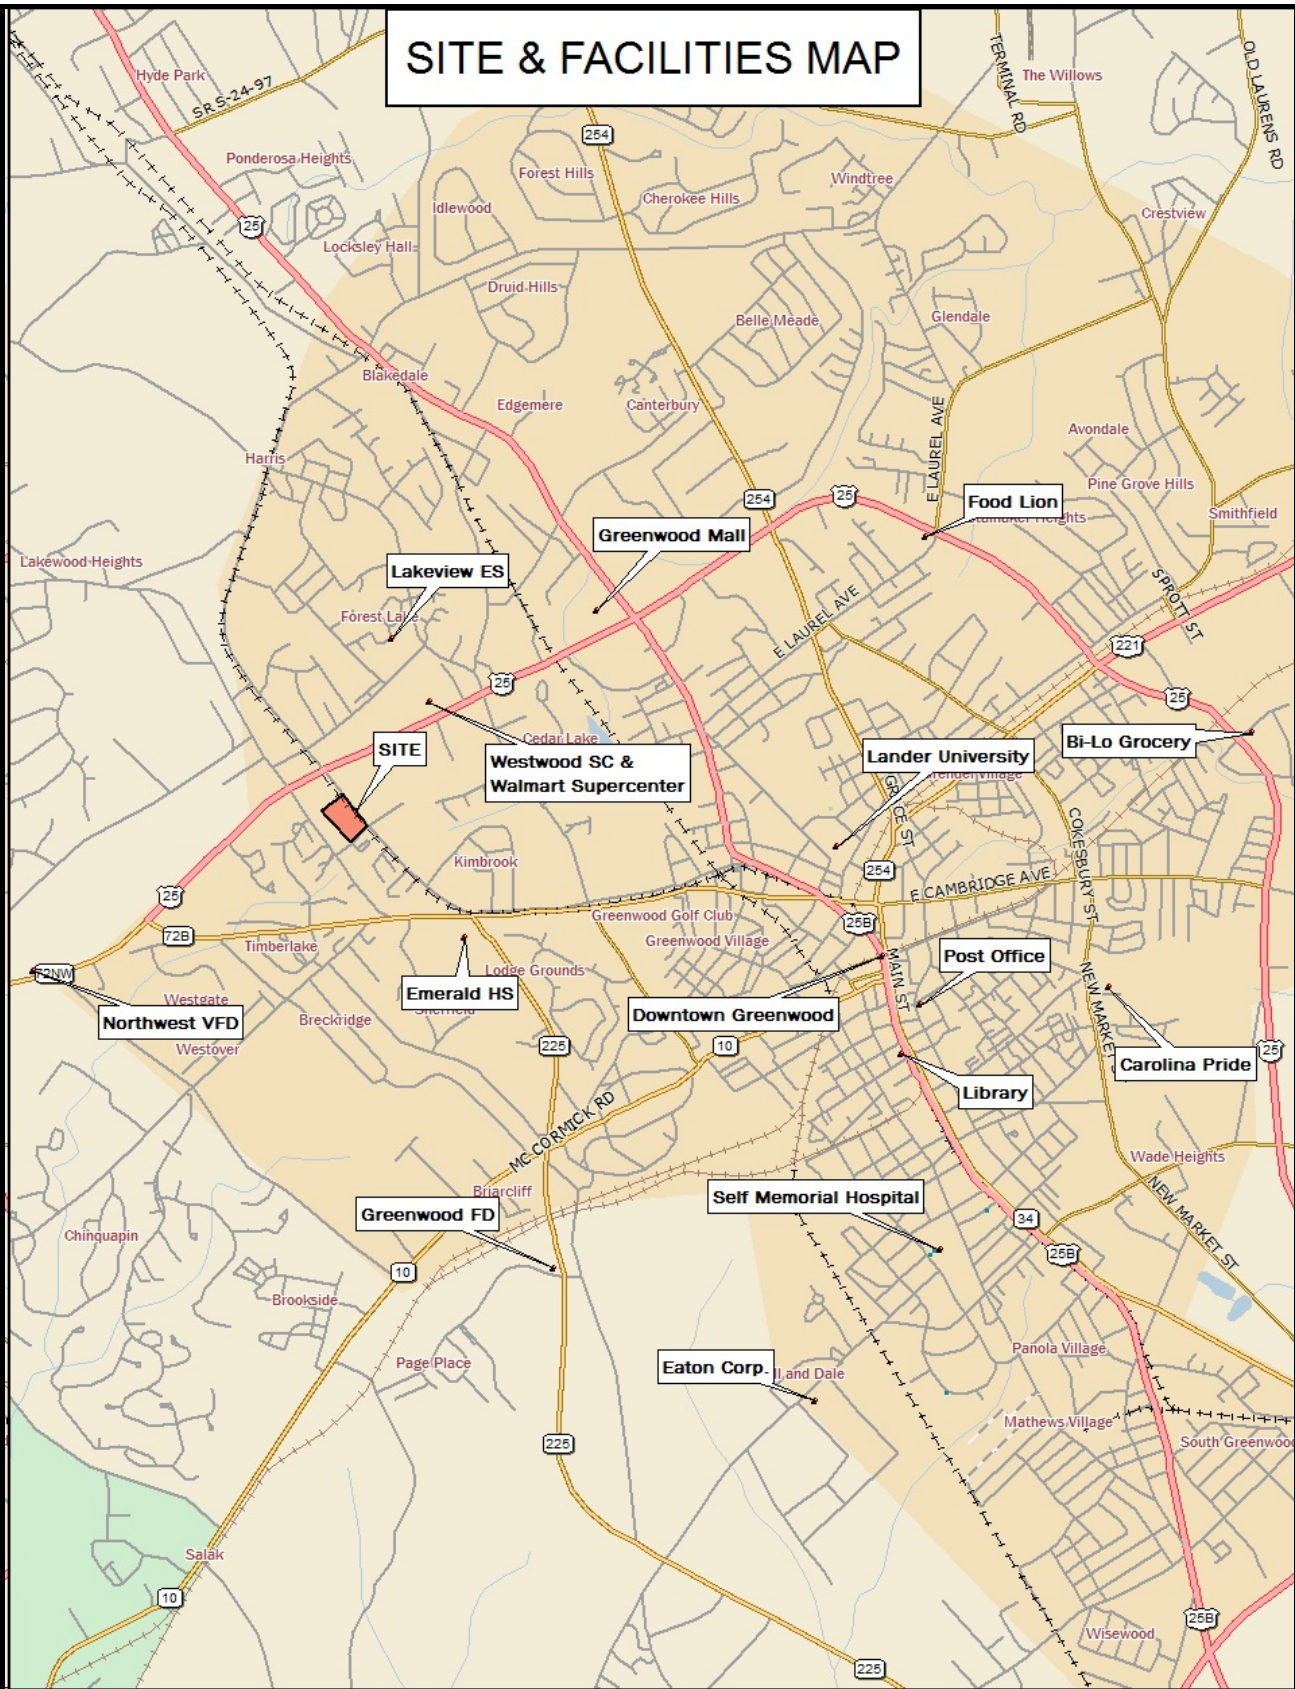 SITE & FACILITIES MAP
Hyde Park
SRS-24-97
TERMINAL RD
The Willows
OLD LAURENS RD
254
Ponderosa Heights
Forest Hills
Windtree
Cherokee Hills
Idlewood
Crestview
25
Locksley Hall
Druid Hills
Belle Meade
Glendale
Blakedale
Edgemere
Canterbury
E LAUREL AVE
Avondale
Harris
Pine Grove Hills
254
25
Food Lion
Heights
Smithfield
Greenwood Mall
Lakewood Heights
Lakeview ES
SPROTT ST
Forest Lake
E LAUREL AVE
221
25
25
SITE
Cedar Lake
Westwood SC &
Walmart Supercenter
Lander University
Village
Bi-Lo Grocery
GRACE ST
COKESBURY ST
Kimbrook
254
E CAMBRIDGE AVE
25
Greenwood Golf Club
25B
72B
Timberlake
Greenwood Village
72NW
Lodge Grounds
Post Office
MAIN ST
NEW MARKET S
Emerald HS
Westgate
Northwest VFD
Breckridge
Downtown Greenwood
Westover
225
10
25
Carolina Pride
Library
MC CORMICK RD
Wade Heights
Briarcliff
Self Memorial Hospital
NEW MARKET ST
Greenwood FD
34
Chinquapin
25B
10
Brookside
Page Place
Panola Village
Eaton Corp.
ll and Dale
Mathews Village
225
South Greenwood
Salak
10
25B
Wisewood
225